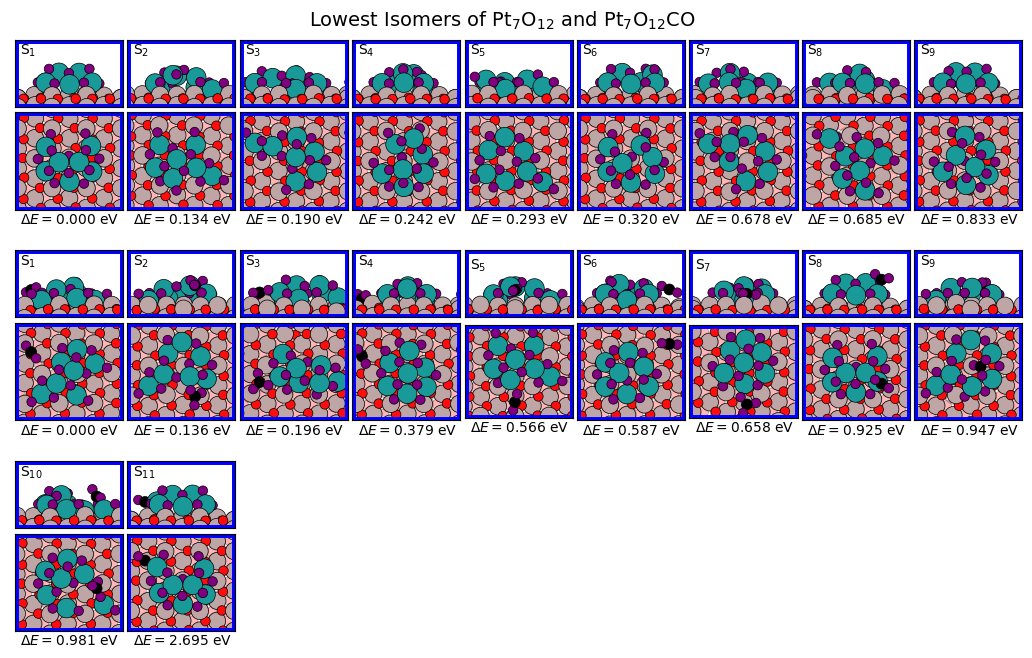 Lowest Isomers of Pt₇O₁₂ and Pt₇O₁₂CO
S₁ S₂ S₃ S₄ S₅ S₆ S₇ S₈ S₉
ΔE = 0.000 eV ΔE = 0.134 eV ΔE = 0.190 eV ΔE = 0.242 eV ΔE = 0.293 eV ΔE = 0.320 eV ΔE = 0.678 eV ΔE = 0.685 eV ΔE = 0.833 eV
S₁ S₂ S₃ S₄ S₅ S₆ S₇ S₈ S₉
ΔE = 0.000 eV ΔE = 0.136 eV ΔE = 0.196 eV ΔE = 0.379 eV ΔE = 0.566 eV ΔE = 0.587 eV ΔE = 0.658 eV ΔE = 0.925 eV ΔE = 0.947 eV
S₁₀ S₁₁
ΔE = 0.981 eV ΔE = 2.695 eV